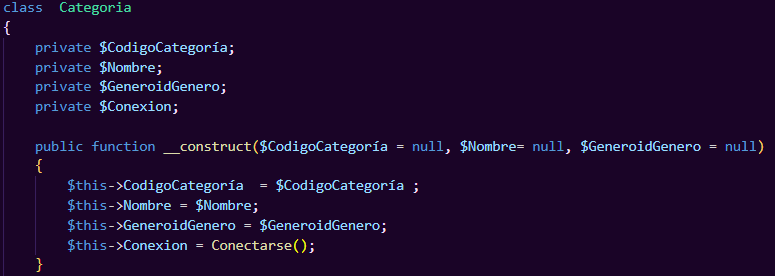 class  Categoria
{
    private $CodigoCategoría;
    private $Nombre;
    private $GeneroidGenero;
    private $Conexion;

    public function __construct($CodigoCategoría = null, $Nombre= null, $GeneroidGenero = null)
    {
        $this->CodigoCategoría  = $CodigoCategoría ;
        $this->Nombre = $Nombre;
        $this->GeneroidGenero = $GeneroidGenero;
        $this->Conexion = Conectarse();
    }